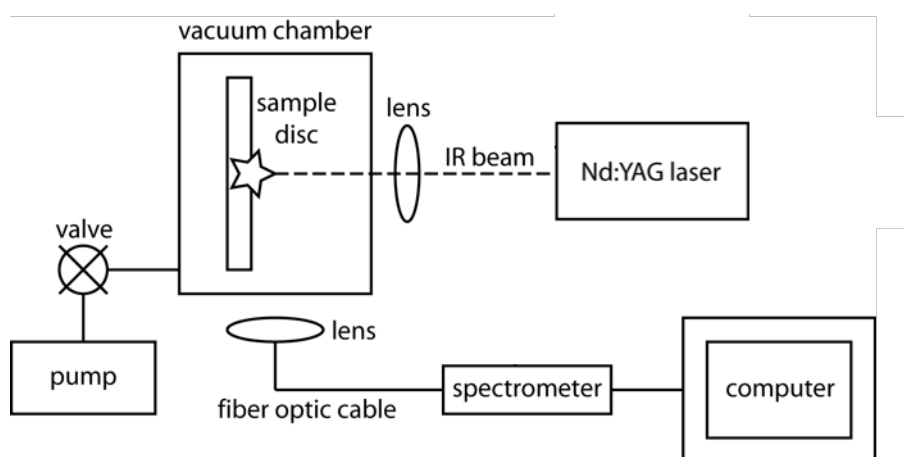 vacuum chamber
sample
disc
lens
IR beam
Nd:YAG laser
valve
pump
lens
fiber optic cable
spectrometer
computer